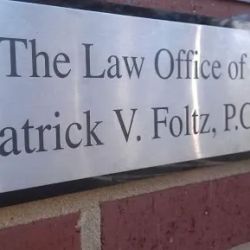 The Law Office of
atrick V. Foltz, P.C